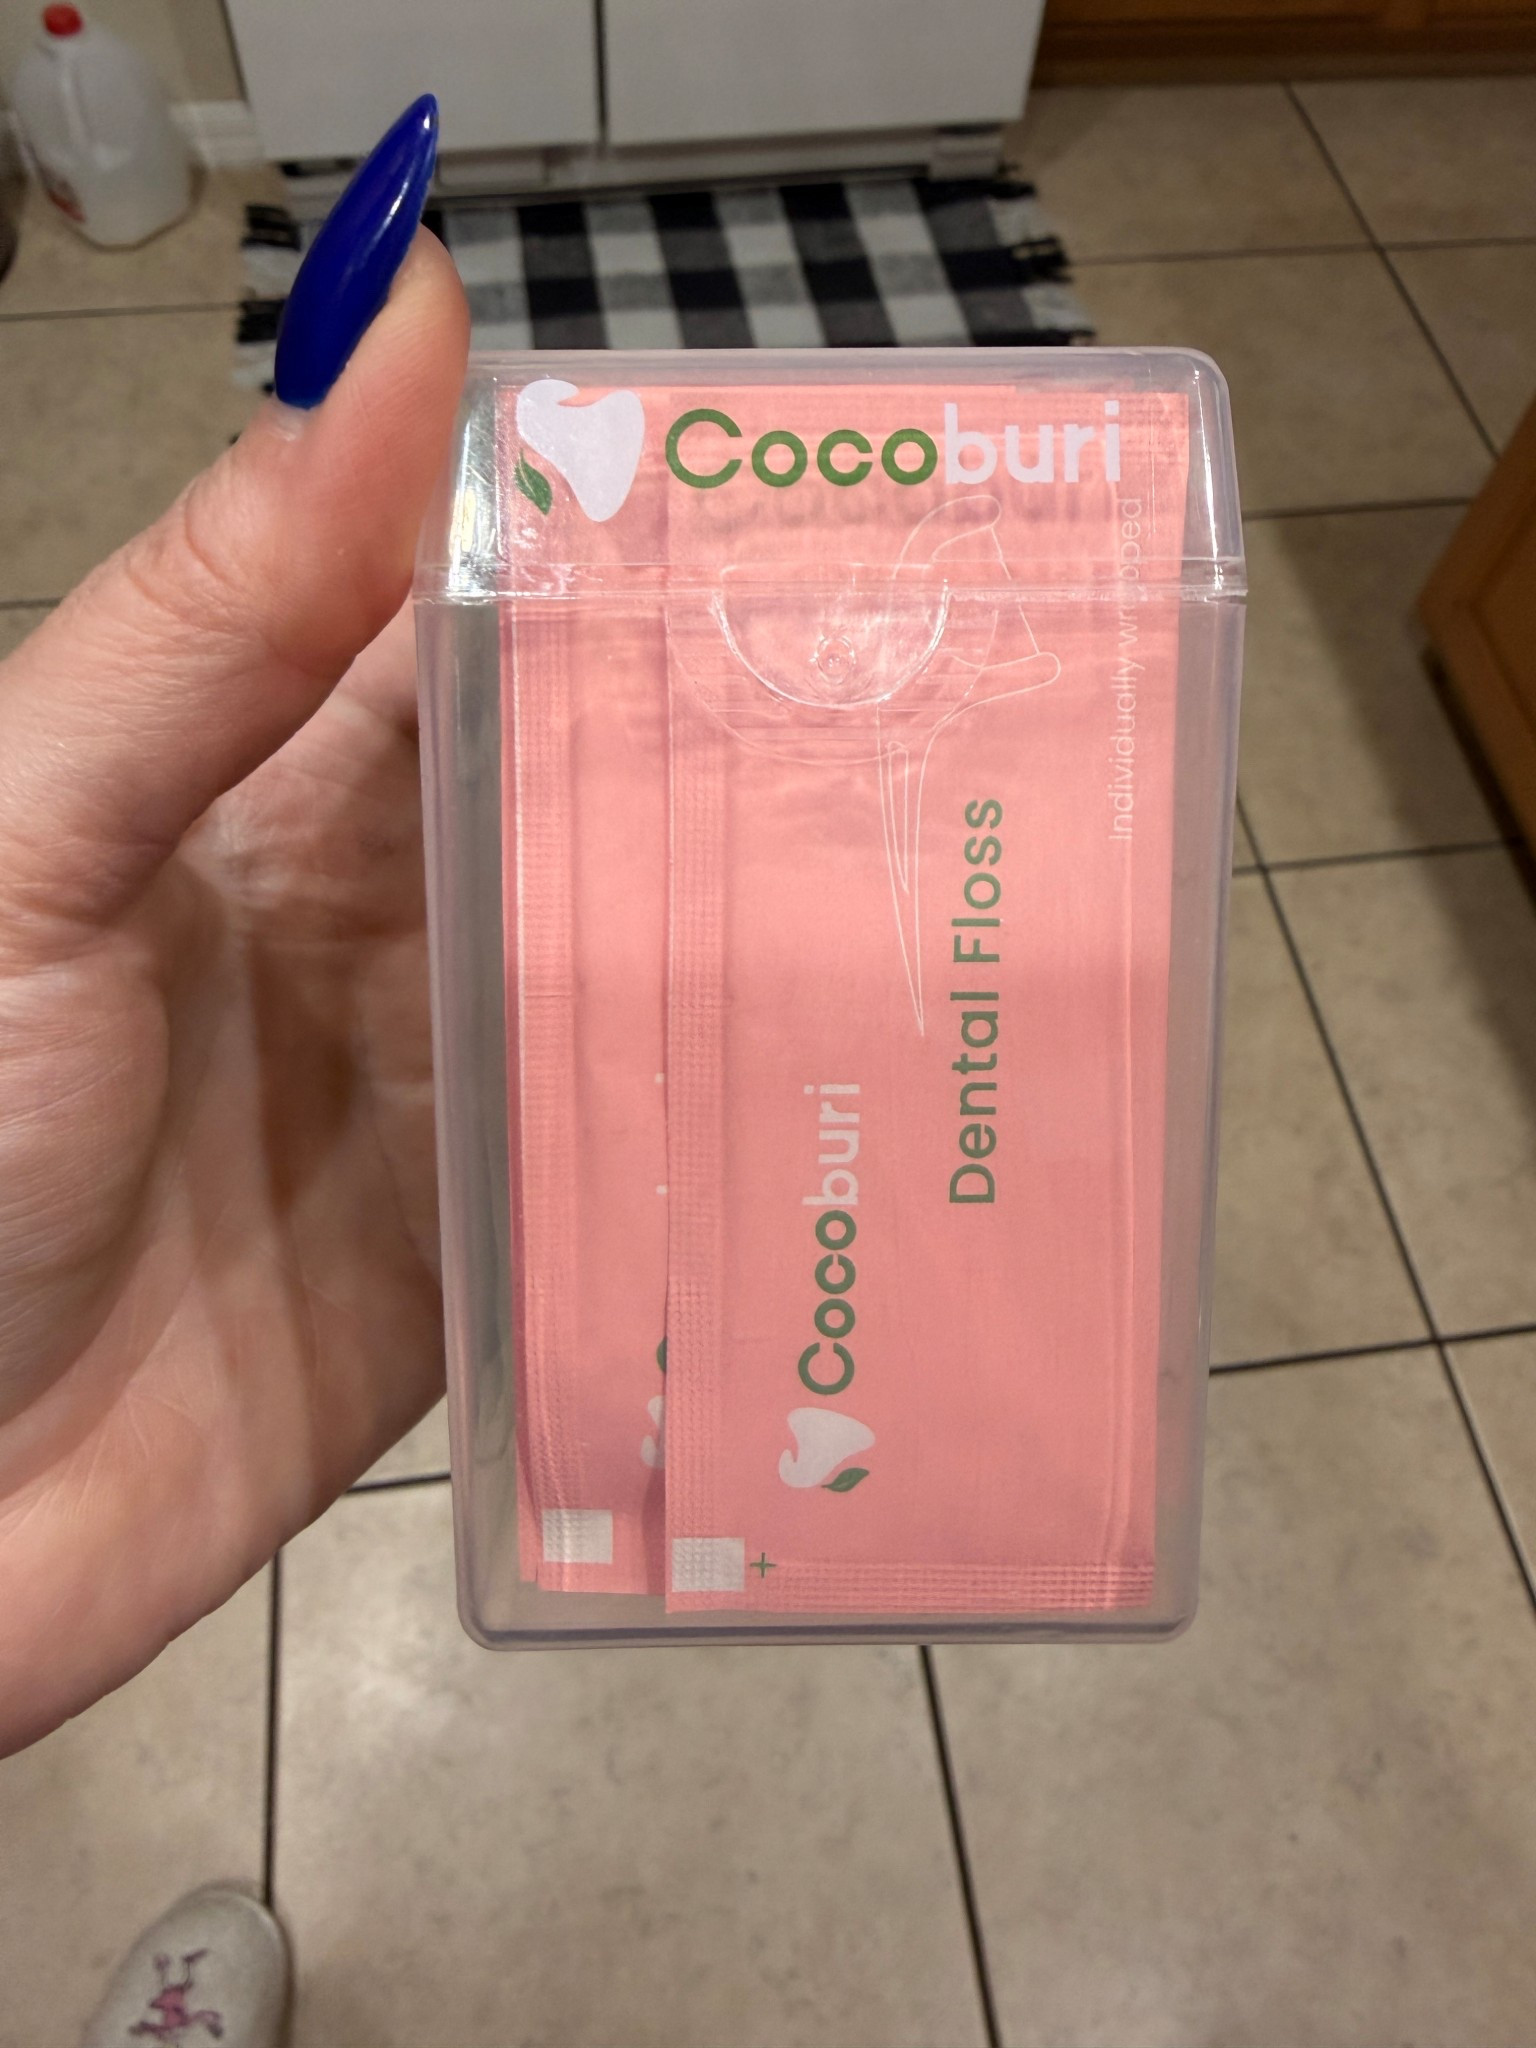 Cocoburi
Cocoburi
Dental Floss
Individually wrapped